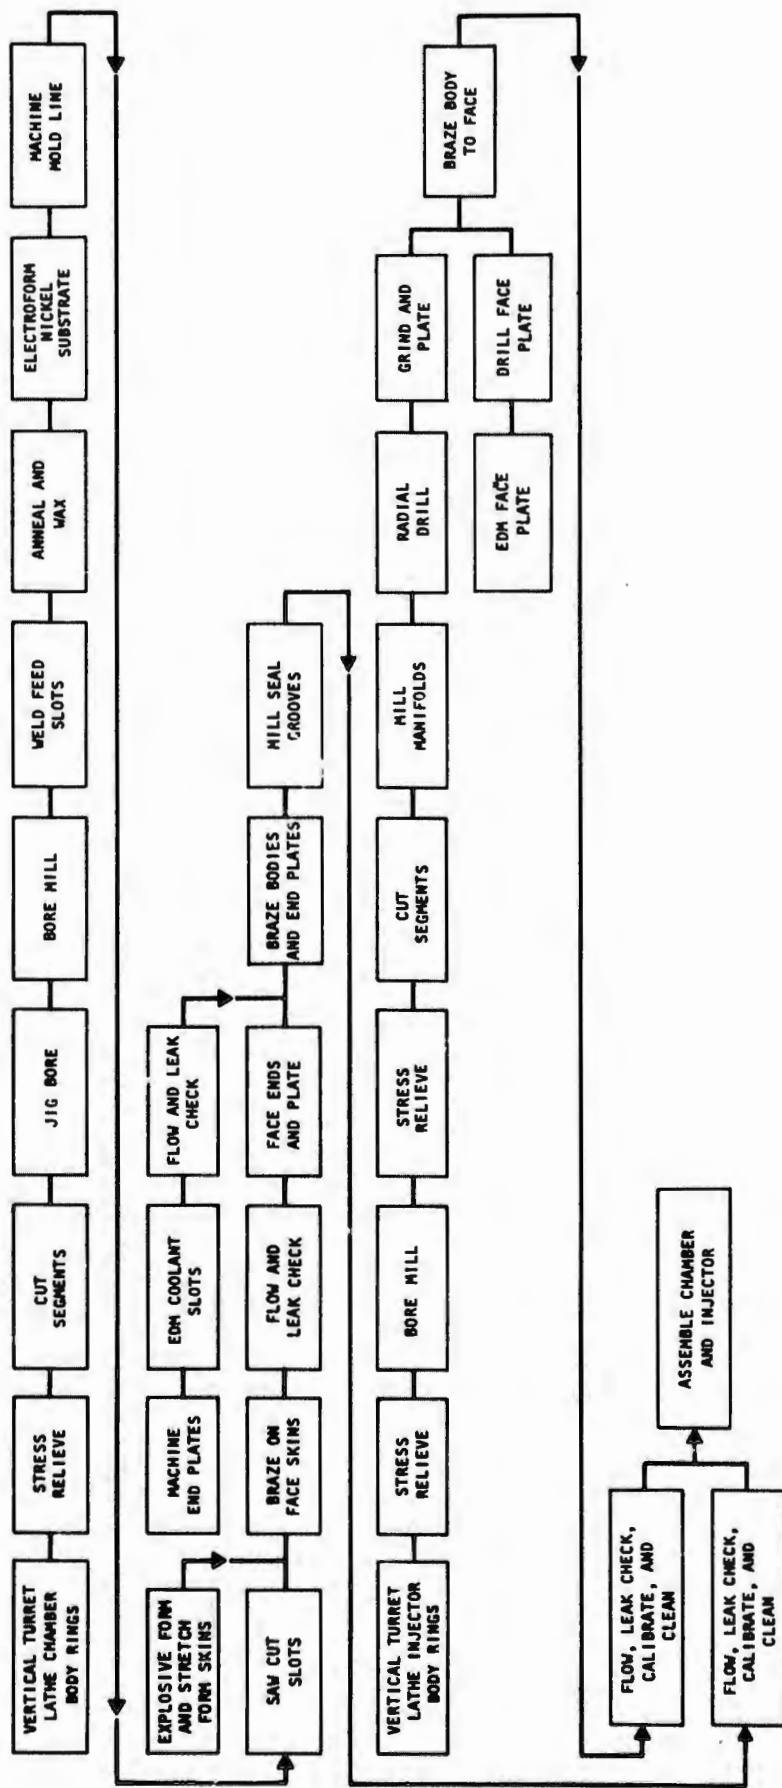 VERTICAL TURRET
LATHE CHAMBER
BODY RINGS
STRESS
RELIEVE
CUT
SEGMENTS
JIG BORE
BORE MILL
WELD FEED
SLOTS
ANNEAL AND
WAX
ELECTROFORM
NICKEL
SUBSTRATE
MACHINE
MOLD LINE
EXPLOSIVE FORM
AND STRETCH
FORM SKINS
MACHINE
END PLATES
EDM COOLANT
SLOTS
FLOW AND LEAK
CHECK
SAW CUT
SLOTS
BRAZE ON
FACE SKINS
FLOW AND
LEAK CHECK
FACE ENDS
AND PLATE
BRAZE BODIES
AND END PLATES
MILL SEAL
GROOVES
VERTICAL TURRET
LATHE INJECTOR
BODY RINGS
STRESS
RELIEVE
BORE MILL
STRESS
RELIEVE
CUT
SEGMENTS
MILL
MANIFOLDS
RADIAL
DRILL
GRIND AND
PLATE
EDM FACE
PLATE
DRILL FACE
PLATE
BRAZE BODY
TO FACE
FLOW, LEAK CHECK,
CALIBRATE, AND
CLEAN
FLOW, LEAK CHECK,
CALIBRATE, AND
CLEAN
ASSEMBLE CHAMBER
AND INJECTOR